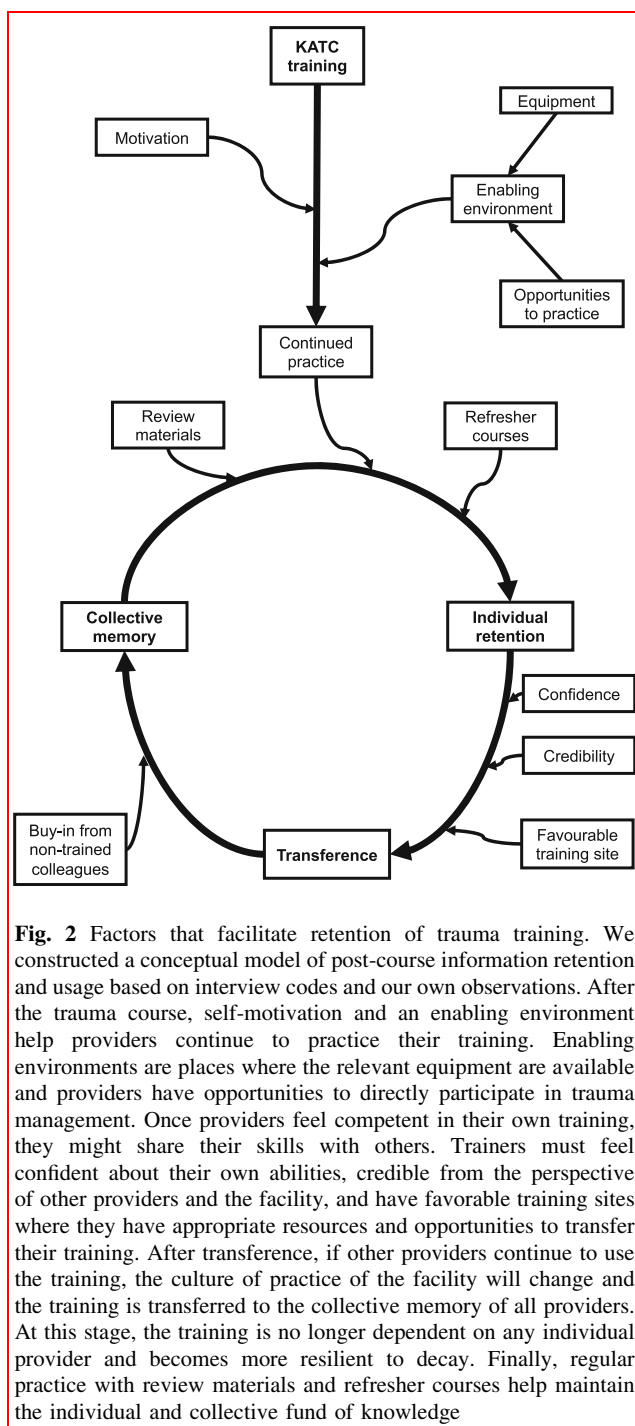 KATC
training
Equipment
Motivation
Enabling
environment
Opportunities
to practice
Continued
practice
Review
materials
Refresher
courses
Collective
memory
Individual
retention
Confidence
Credibility
Buy-in from
non-trained
colleagues
Transference
Favourable
training site
Fig. 2 Factors that facilitate retention of trauma training. We
constructed a conceptual model of post-course information retention
and usage based on interview codes and our own observations. After
the trauma course, self-motivation and an enabling environment
help providers continue to practice their training. Enabling
environments are places where the relevant equipment are available
and providers have opportunities to directly participate in trauma
management. Once providers feel competent in their own training,
they might share their skills with others. Trainers must feel
confident about their own abilities, credible from the perspective
of other providers and the facility, and have favorable training sites
where they have appropriate resources and opportunities to transfer
their training. After transference, if other providers continue to use
the training, the culture of practice of the facility will change and
the training is transferred to the collective memory of all providers.
At this stage, the training is no longer dependent on any individual
provider and becomes more resilient to decay. Finally, regular
practice with review materials and refresher courses help maintain
the individual and collective fund of knowledge